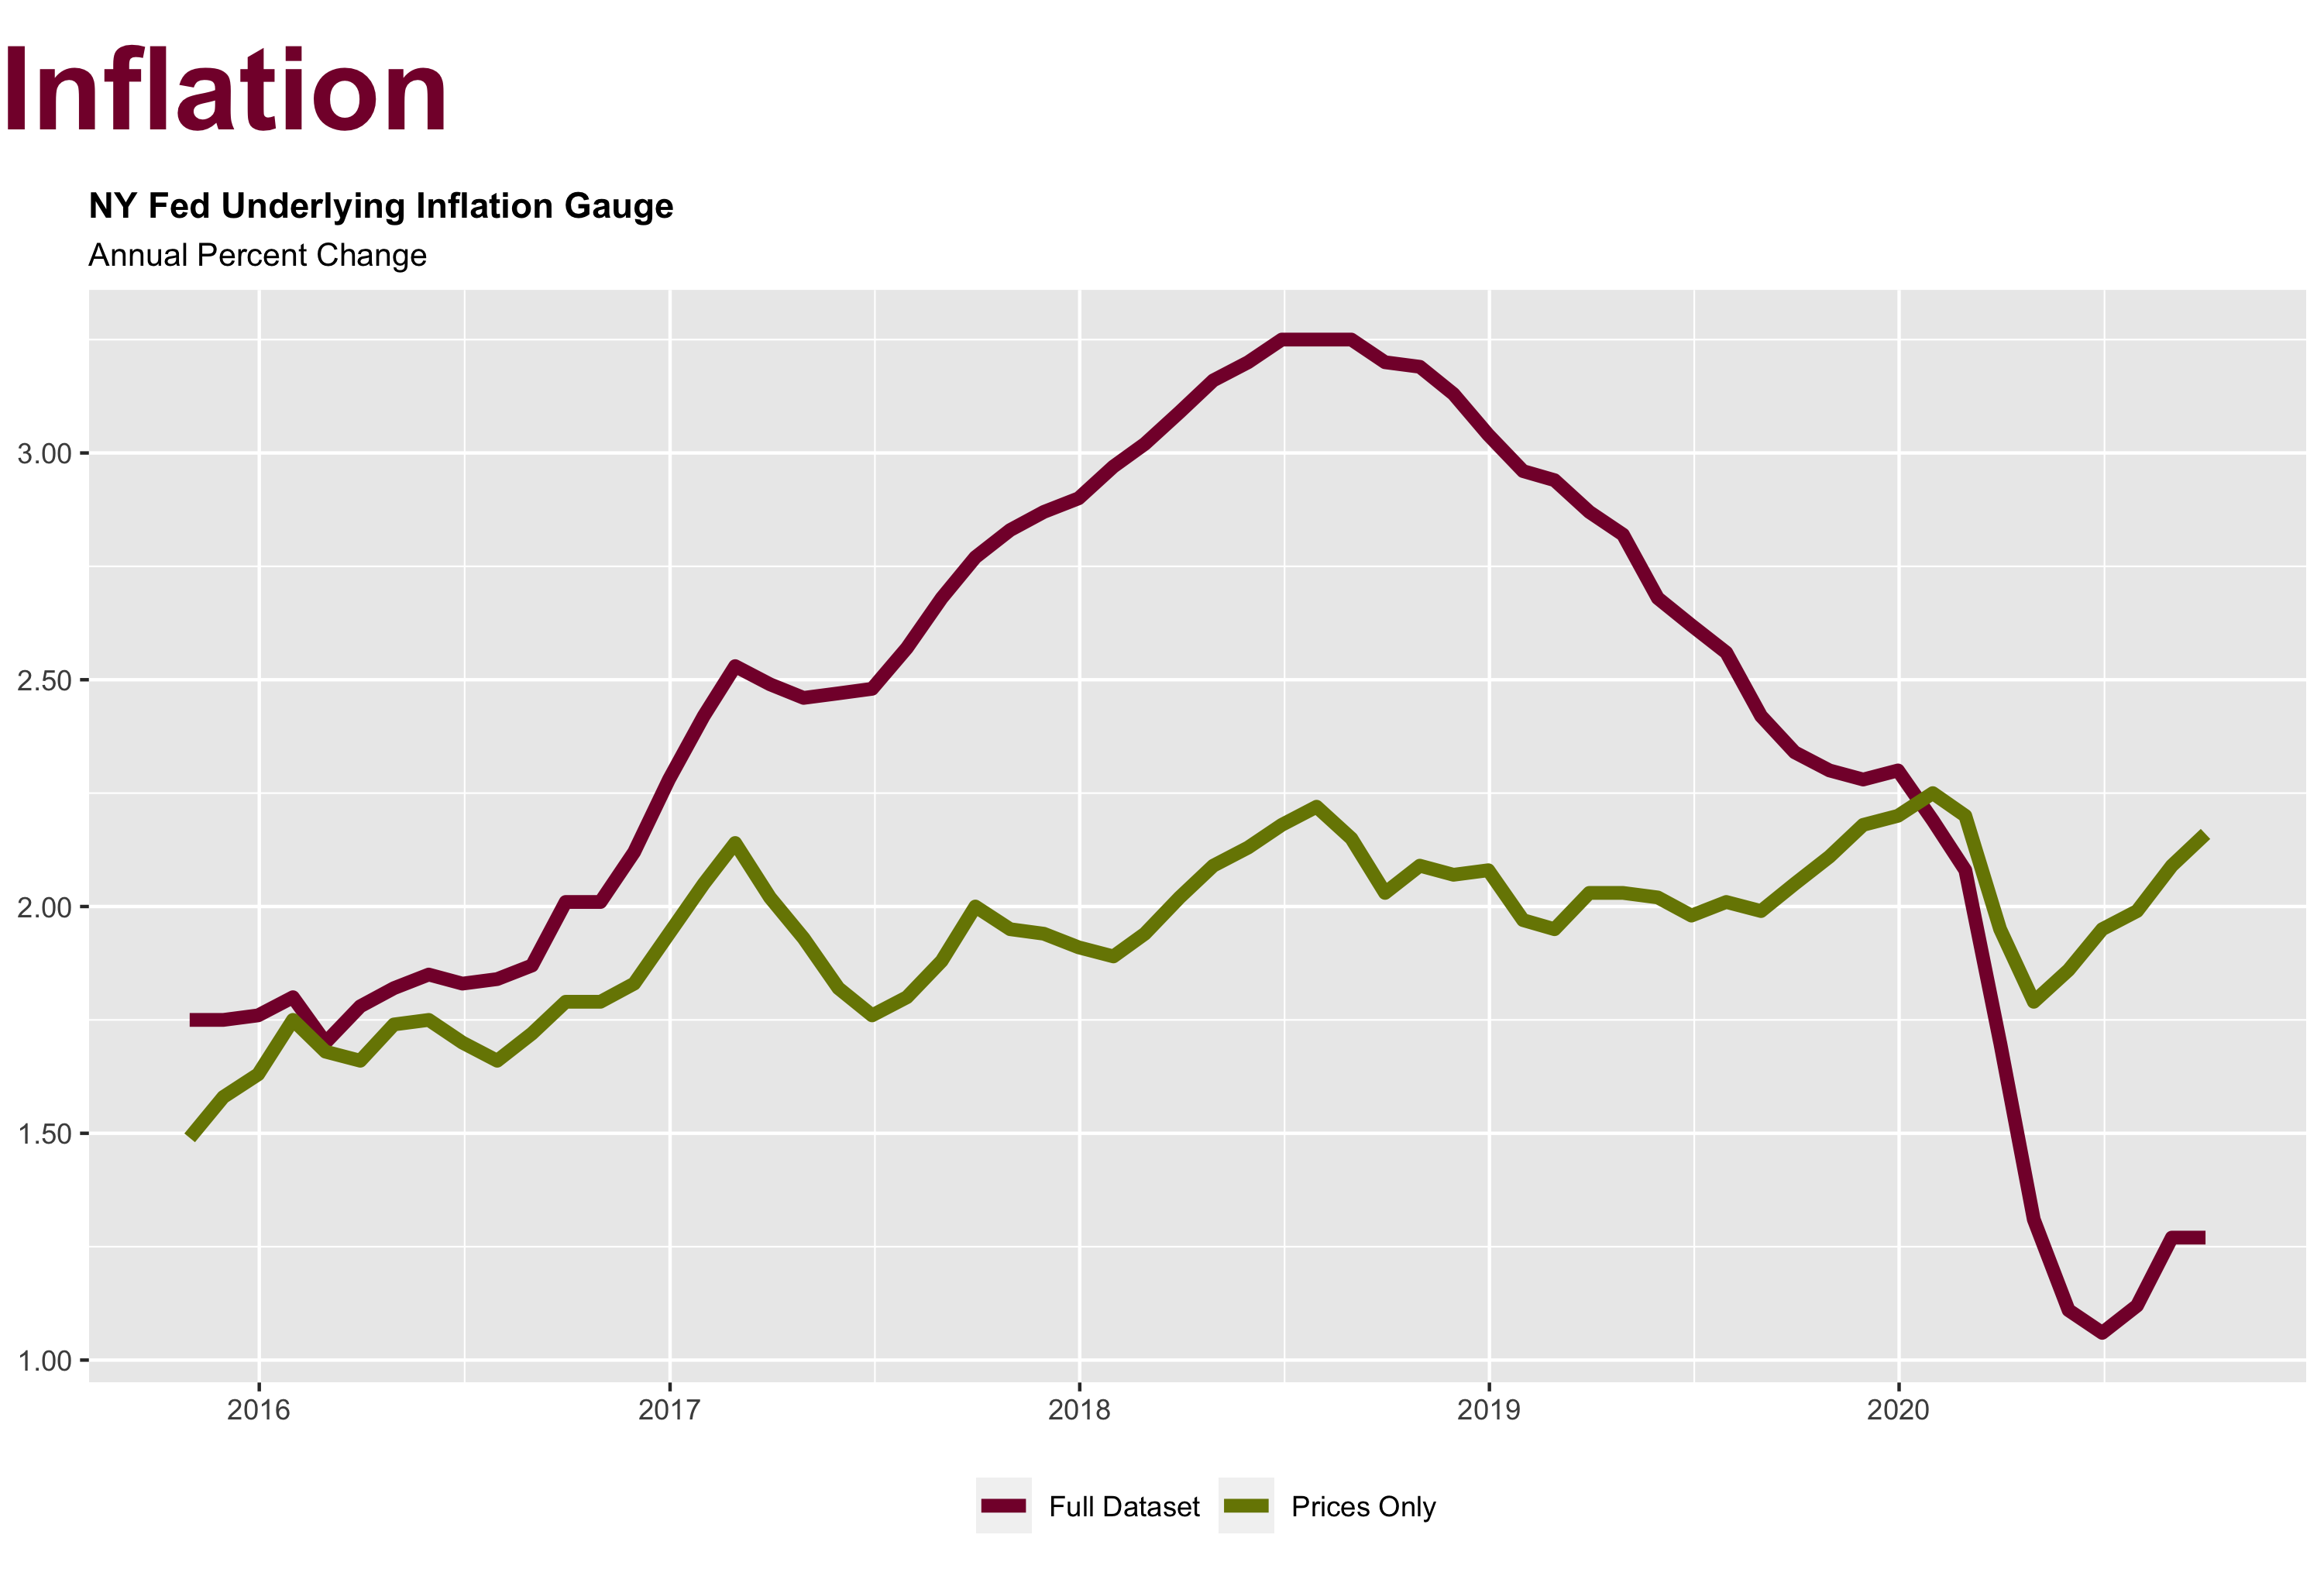 Inflation
NY Fed Underlying Inflation Gauge
Annual Percent Change
3.00
2.50
2.00
1.50
1.00
2016 2017 2018 2019 2020
Full Dataset Prices Only